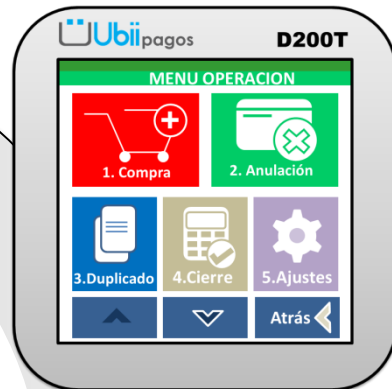 Ubii pagos D200T
MENU OPERACION
1. Compra 2. Anulación
3.Duplicado 4.Cierre 5.Ajustes
Atrás